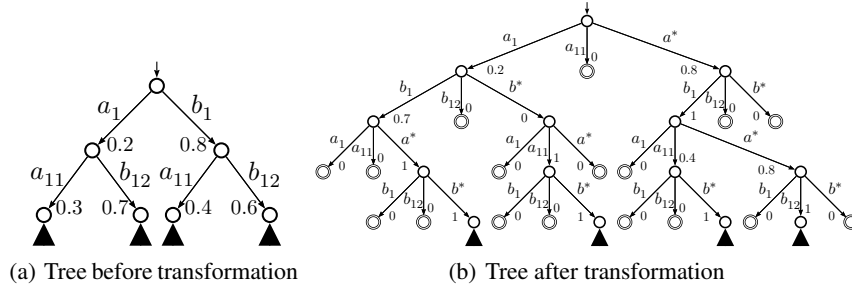 a₁ a₁₁ a*
0
a₁ b₁ 0.2 0.8
b₁ b₁₂ b* b₁ b₁₂ b*
0.2 0.8 0.7 0 0 1 0 0
a₁₁ b₁₂ a₁₁ b₁₂ a₁ a₁₁ a* a₁ a₁₁ a* a₁ a₁₁ a*
0 0 1 0 1 0 0 0.4 0.8
0.3 0.7 0.4 0.6 b₁ b₁₂ b* b₁ b₁₂ b* b₁ b₁₂ b* b₁ b₁₂ b*
0 0 1 0 0 1 0 0 1 0 1 0
(a) Tree before transformation (b) Tree after transformation